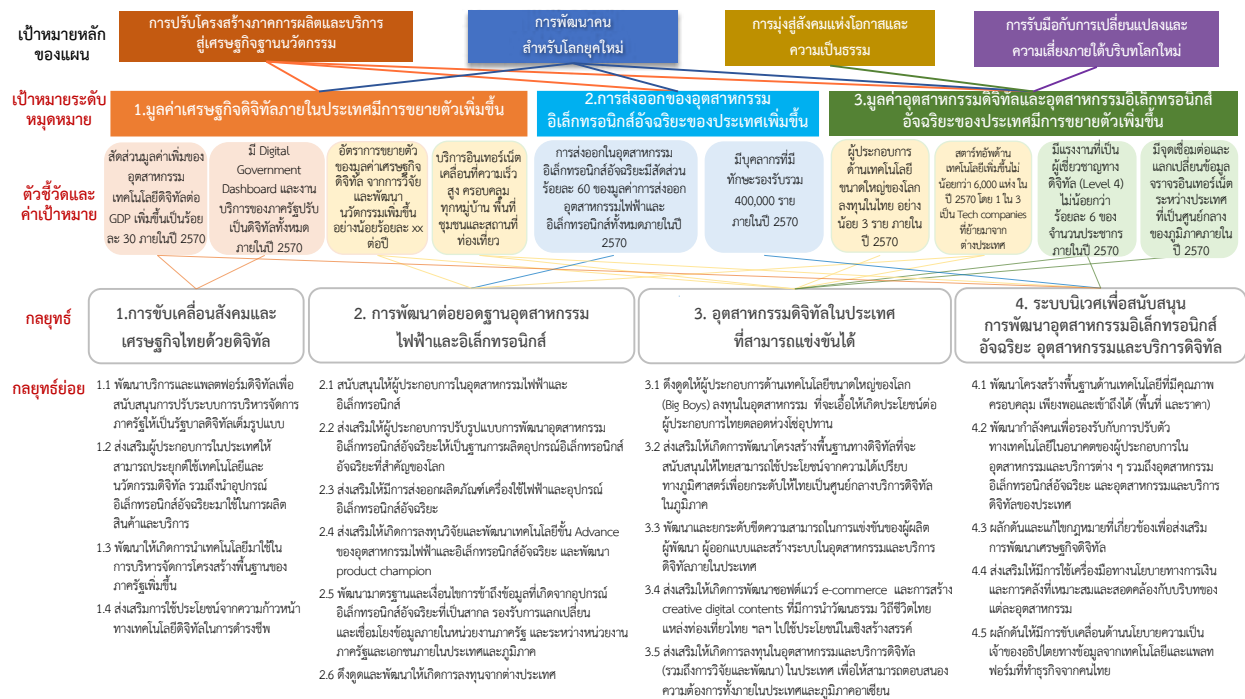 เป้าหมายหลัก
ของแผน
การปรับโครงสร้างภาคการผลิตและบริการ
สู่เศรษฐกิจฐานนวัตกรรม
การพัฒนาคน
สำหรับโลกยุคใหม่
การมุ่งสู่สังคมแห่งโอกาสและ
ความเป็นธรรม
การรับมือกับการเปลี่ยนแปลงและ
ความเสี่ยงภายใต้บริบทโลกใหม่
เป้าหมายระดับ
หมุดหมาย
1.มูลค่าเศรษฐกิจดิจิทัลภายในประเทศมีการขยายตัวเพิ่มขึ้น
2.การส่งออกของอุตสาหกรรม
อิเล็กทรอนิกส์อัจฉริยะของประเทศเพิ่มขึ้น
3.มูลค่าอุตสาหกรรมดิจิทัลและอุตสาหกรรมอิเล็กทรอนิกส์
อัจฉริยะของประเทศมีการขยายตัวเพิ่มขึ้น
ตัวชี้วัดและ
ค่าเป้าหมาย
สัดส่วนมูลค่าเพิ่มของ
อุตสาหกรรม
เทคโนโลยีดิจิทัลต่อ
GDP เพิ่มขึ้นเป็นร้อย
ละ 30 ภายในปี 2570
มี Digital
Government
Dashboard และงาน
บริการของภาครัฐปรับ
เป็นดิจิทัลทั้งหมด
ภายในปี 2570
อัตราการขยายตัว
ของมูลค่าเศรษฐกิจ
ดิจิทัล จากการวิจัย
และพัฒนา
นวัตกรรมเพิ่มขึ้น
อย่างน้อยร้อยละ xx
ต่อปี
บริการอินเทอร์เน็ต
เคลื่อนที่ความเร็ว
สูง ครอบคลุม
ทุกหมู่บ้าน พื้นที่
ชุมชนและสถานที่
ท่องเที่ยว
การส่งออกในอุตสาหกรรม
อิเล็กทรอนิกส์อัจฉริยะมีสัดส่วน
ร้อยละ 60 ของมูลค่าการส่งออก
อุตสาหกรรมไฟฟ้าและ
อิเล็กทรอนิกส์ทั้งหมดภายในปี
2570
มีบุคลากรที่มี
ทักษะรองรับรวม
400,000 ราย
ภายในปี 2570
ผู้ประกอบการ
ด้านเทคโนโลยี
ขนาดใหญ่ของโลก
ลงทุนในไทย อย่าง
น้อย 3 ราย ภายใน
ปี 2570
สตาร์ทอัพด้าน
เทคโนโลยีเพิ่มขึ้นไม่
น้อยกว่า 6,000 แห่ง ใน
ปี 2570 โดย 1 ใน 3
เป็น Tech companies
ที่ย้ายมาจาก
ต่างประเทศ
มีแรงงานที่เป็น
ผู้เชี่ยวชาญทาง
ดิจิทัล (Level 4)
ไม่น้อยกว่า
ร้อยละ 6 ของ
จำนวนประชากร
ภายในปี 2570
มีจุดเชื่อมต่อและ
แลกเปลี่ยนข้อมูล
จราจรอินเทอร์เน็ต
ระหว่างประเทศ
ที่เป็นศูนย์กลาง
ของภูมิภาคภายใน
ปี 2570
กลยุทธ์
1.การขับเคลื่อนสังคมและ
เศรษฐกิจไทยด้วยดิจิทัล
2. การพัฒนาต่อยอดฐานอุตสาหกรรม
ไฟฟ้าและอิเล็กทรอนิกส์
3. อุตสาหกรรมดิจิทัลในประเทศ
ที่สามารถแข่งขันได้
4. ระบบนิเวศเพื่อสนับสนุน
การพัฒนาอุตสาหกรรมอิเล็กทรอนิกส์
อัจฉริยะ อุตสาหกรรมและบริการดิจิทัล
กลยุทธ์ย่อย
1.1 พัฒนาบริการและแพลตฟอร์มดิจิทัลเพื่อ
สนับสนุนการปรับระบบการบริหารจัดการ
ภาครัฐให้เป็นรัฐบาลดิจิทัลเต็มรูปแบบ
1.2 ส่งเสริมผู้ประกอบการในประเทศให้
สามารถประยุกต์ใช้เทคโนโลยีและ
นวัตกรรมดิจิทัล รวมถึงนำอุปกรณ์
อิเล็กทรอนิกส์อัจฉริยะมาใช้ในการผลิต
สินค้าและบริการ
1.3 พัฒนาให้เกิดการนำเทคโนโลยีมาใช้ใน
การบริหารจัดการโครงสร้างพื้นฐานของ
ภาครัฐเพิ่มขึ้น
1.4 ส่งเสริมการใช้ประโยชน์จากความก้าวหน้า
ทางเทคโนโลยีดิจิทัลในการดำรงชีพ
2.1 สนับสนุนให้ผู้ประกอบการในอุตสาหกรรมไฟฟ้าและ
อิเล็กทรอนิกส์
2.2 ส่งเสริมให้ผู้ประกอบการปรับรูปแบบการพัฒนาอุตสาหกรรม
อิเล็กทรอนิกส์อัจฉริยะให้เป็นฐานการผลิตอุปกรณ์อิเล็กทรอนิกส์
อัจฉริยะที่สำคัญของโลก
2.3 ส่งเสริมให้มีการส่งออกผลิตภัณฑ์เครื่องใช้ไฟฟ้าและอุปกรณ์
อิเล็กทรอนิกส์อัจฉริยะ
2.4 ส่งเสริมให้เกิดการลงทุนวิจัยและพัฒนาเทคโนโลยีขั้น Advance
ของอุตสาหกรรมไฟฟ้าและอิเล็กทรอนิกส์อัจฉริยะ และพัฒนา
product champion
2.5 พัฒนามาตรฐานและเงื่อนไขการเข้าถึงข้อมูลที่เกิดจากอุปกรณ์
อิเล็กทรอนิกส์อัจฉริยะที่เป็นสากล รองรับการแลกเปลี่ยน
และเชื่อมโยงข้อมูลภายในหน่วยงานภาครัฐ และระหว่างหน่วยงาน
ภาครัฐและเอกชนภายในประเทศและภูมิภาค
2.6 ดึงดูดและพัฒนาให้เกิดการลงทุนจากต่างประเทศ
3.1 ดึงดูดให้ผู้ประกอบการด้านเทคโนโลยีขนาดใหญ่ของโลก
(Big Boys) ลงทุนในอุตสาหกรรม ที่จะเอื้อให้เกิดประโยชน์ต่อ
ผู้ประกอบการไทยตลอดห่วงโซ่อุปทาน
3.2 ส่งเสริมให้เกิดการพัฒนาโครงสร้างพื้นฐานทางดิจิทัลที่จะ
สนับสนุนให้ไทยสามารถใช้ประโยชน์จากความได้เปรียบ
ทางภูมิศาสตร์เพื่อยกระดับให้ไทยเป็นศูนย์กลางบริการดิจิทัล
ในภูมิภาค
3.3 พัฒนาและยกระดับขีดความสามารถในการแข่งขันของผู้ผลิต
ผู้พัฒนา ผู้ออกแบบและสร้างระบบในอุตสาหกรรมและบริการ
ดิจิทัลภายในประเทศ
3.4 ส่งเสริมให้เกิดการพัฒนาซอฟต์แวร์ e-commerce และการสร้าง
creative digital contents ที่มีการนำวัฒนธรรม วิถีชีวิตไทย
แหล่งท่องเที่ยวไทย ฯลฯ ไปใช้ประโยชน์ในเชิงสร้างสรรค์
3.5 ส่งเสริมให้เกิดการลงทุนในอุตสาหกรรมและบริการดิจิทัล
(รวมถึงการวิจัยและพัฒนา) ในประเทศ เพื่อให้สามารถตอบสนอง
ความต้องการทั้งภายในประเทศและภูมิภาคอาเซียน
4.1 พัฒนาโครงสร้างพื้นฐานด้านเทคโนโลยีที่มีคุณภาพ
ครอบคลุม เพียงพอและเข้าถึงได้ (พื้นที่ และราคา)
4.2 พัฒนากำลังคนเพื่อรองรับการปรับตัว
ทางเทคโนโลยีในอนาคตของผู้ประกอบการใน
อุตสาหกรรมและบริการต่าง ๆ รวมถึงอุตสาหกรรม
อิเล็กทรอนิกส์อัจฉริยะ และอุตสาหกรรมและบริการ
ดิจิทัลของประเทศ
4.3 ผลักดันและแก้ไขกฎหมายที่เกี่ยวข้องเพื่อส่งเสริม
การพัฒนาเศรษฐกิจดิจิทัล
4.4 ส่งเสริมให้มีการใช้เครื่องมือทางนโยบายทางการเงิน
และการคลังที่เหมาะสมและสอดคล้องกับบริบทของ
แต่ละอุตสาหกรรม
4.5 ผลักดันให้มีการขับเคลื่อนด้านนโยบายความเป็น
เจ้าของอธิปไตยทางข้อมูลจากเทคโนโลยีและแพลท
ฟอร์มที่ทำธุรกิจจากคนไทย